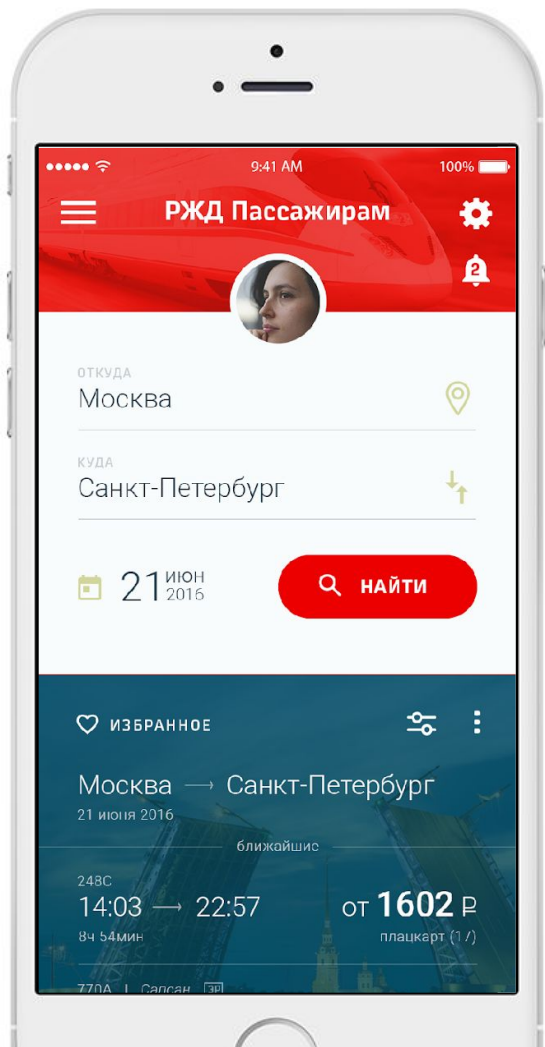 9:41 AM
100%
РЖД Пассажирам
2
ОТКУДА
Москва
КУДА
Санкт-Петербург
21 ИЮН 2016
НАЙТИ
ИЗБРАННОЕ
Москва → Санкт-Петербург
21 июня 2016
ближайшие
248С
14:03 → 22:57 от 1602 ₽
8ч 54мин плацкарт (17)
770А | Сапсан ЭР